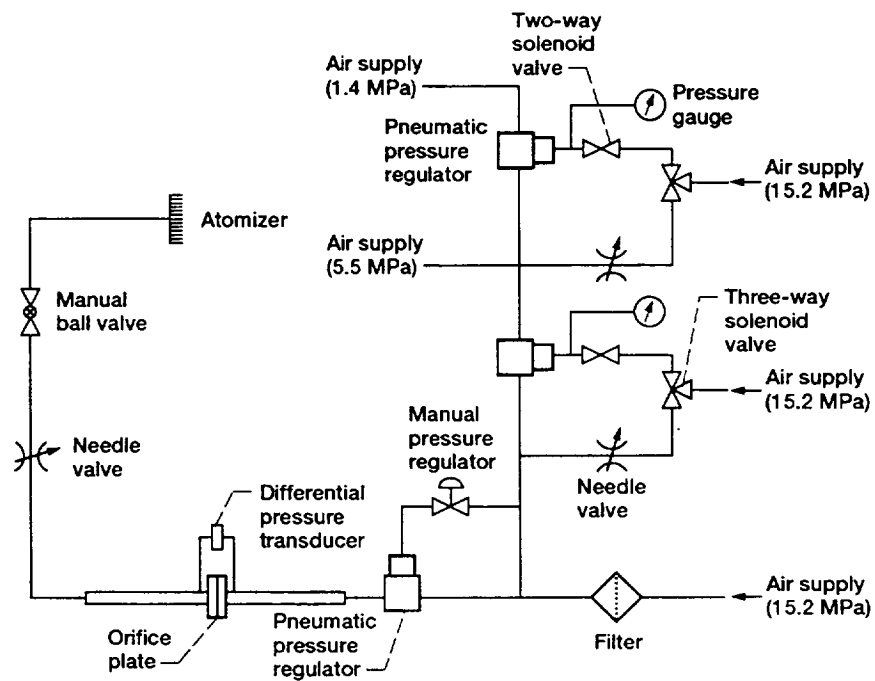 Two-way
solenoid
valve
Air supply
(1.4 MPa)
Pressure
gauge
Pneumatic
pressure
regulator
Air supply
(15.2 MPa)
Atomizer
Air supply
(5.5 MPa)
Manual
ball valve
Three-way
solenoid
valve
Air supply
(15.2 MPa)
Manual
pressure
regulator
Needle
valve
Needle
valve
Differential
pressure
transducer
Air supply
(15.2 MPa)
Orifice
plate
Pneumatic
pressure
regulator
Filter